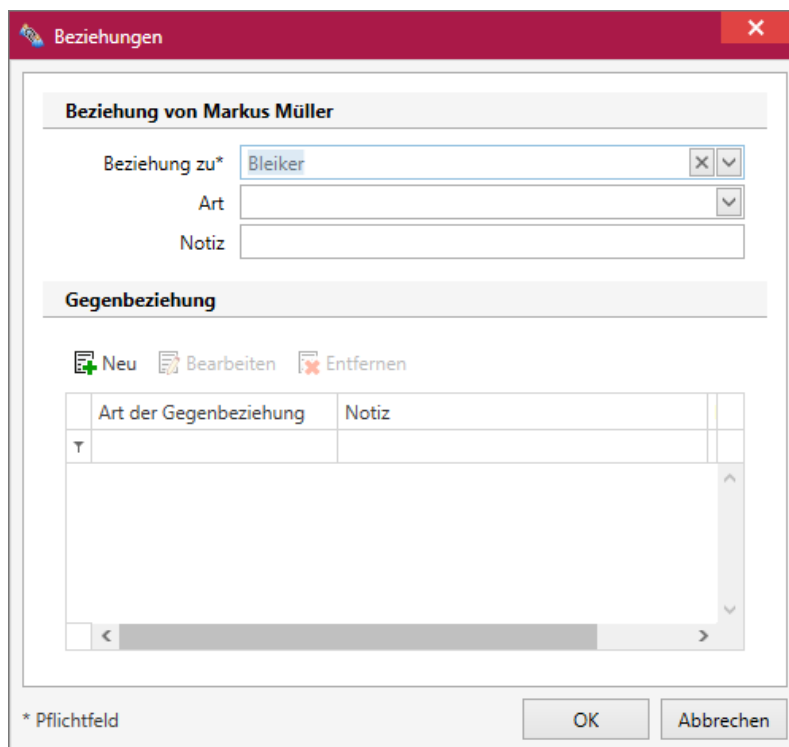 Beziehungen
Beziehung von Markus Müller
Beziehung zu* Bleiker
Art
Notiz
Gegenbeziehung
Neu Bearbeiten Entfernen
Art der Gegenbeziehung Notiz
* Pflichtfeld OK Abbrechen